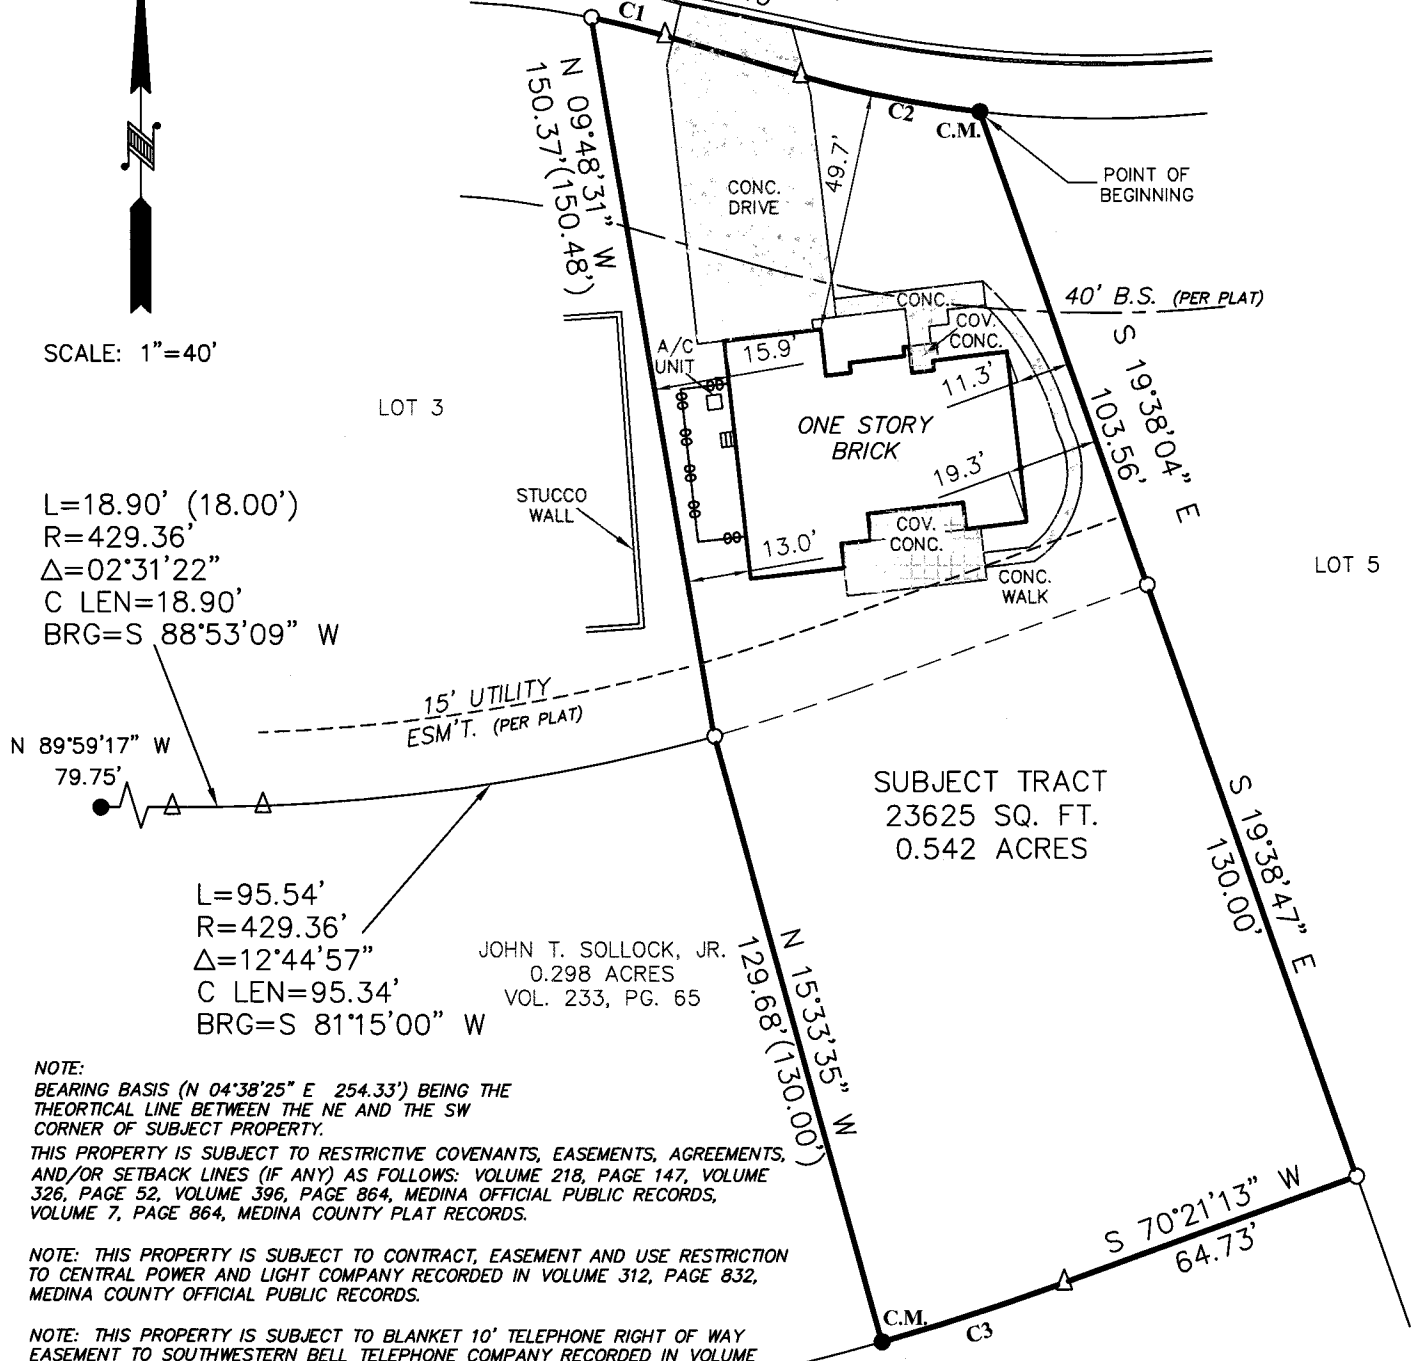 C1
C2
C.M.
N 09°48'31" W
150.37'(150.48')
49.7'
CONC.
DRIVE
POINT OF
BEGINNING
SCALE: 1"=40'
40' B.S. (PER PLAT)
CONC.
COV.
CONC.
A/C
UNIT
15.9'
11.3'
S 19°38'04" E
103.56'
LOT 3
ONE STORY
BRICK
19.3'
STUCCO
WALL
13.0'
COV.
CONC.
CONC.
WALK
LOT 5
L=18.90' (18.00')
R=429.36'
Δ=02°31'22"
C LEN=18.90'
BRG=S 88°53'09" W
15' UTILITY
ESM'T. (PER PLAT)
N 89°59'17" W
79.75'
SUBJECT TRACT
23625 SQ. FT.
0.542 ACRES
S 19°38'47" E
130.00'
L=95.54'
R=429.36'
Δ=12°44'57"
C LEN=95.34'
BRG=S 81°15'00" W
JOHN T. SOLLOCK, JR.
0.298 ACRES
VOL. 233, PG. 65
N 15°33'35" W
129.68'(130.00')
NOTE:
BEARING BASIS (N 04°38'25" E 254.33') BEING THE
THEORTICAL LINE BETWEEN THE NE AND THE SW
CORNER OF SUBJECT PROPERTY.
THIS PROPERTY IS SUBJECT TO RESTRICTIVE COVENANTS, EASEMENTS, AGREEMENTS,
AND/OR SETBACK LINES (IF ANY) AS FOLLOWS: VOLUME 218, PAGE 147, VOLUME
326, PAGE 52, VOLUME 396, PAGE 864, MEDINA OFFICIAL PUBLIC RECORDS,
VOLUME 7, PAGE 864, MEDINA COUNTY PLAT RECORDS.
NOTE: THIS PROPERTY IS SUBJECT TO CONTRACT, EASEMENT AND USE RESTRICTION
TO CENTRAL POWER AND LIGHT COMPANY RECORDED IN VOLUME 312, PAGE 832,
MEDINA COUNTY OFFICIAL PUBLIC RECORDS.
NOTE: THIS PROPERTY IS SUBJECT TO BLANKET 10' TELEPHONE RIGHT OF WAY
EASEMENT TO SOUTHWESTERN BELL TELEPHONE COMPANY RECORDED IN VOLUME
S 70°21'13" W
64.73'
C.M.
C3